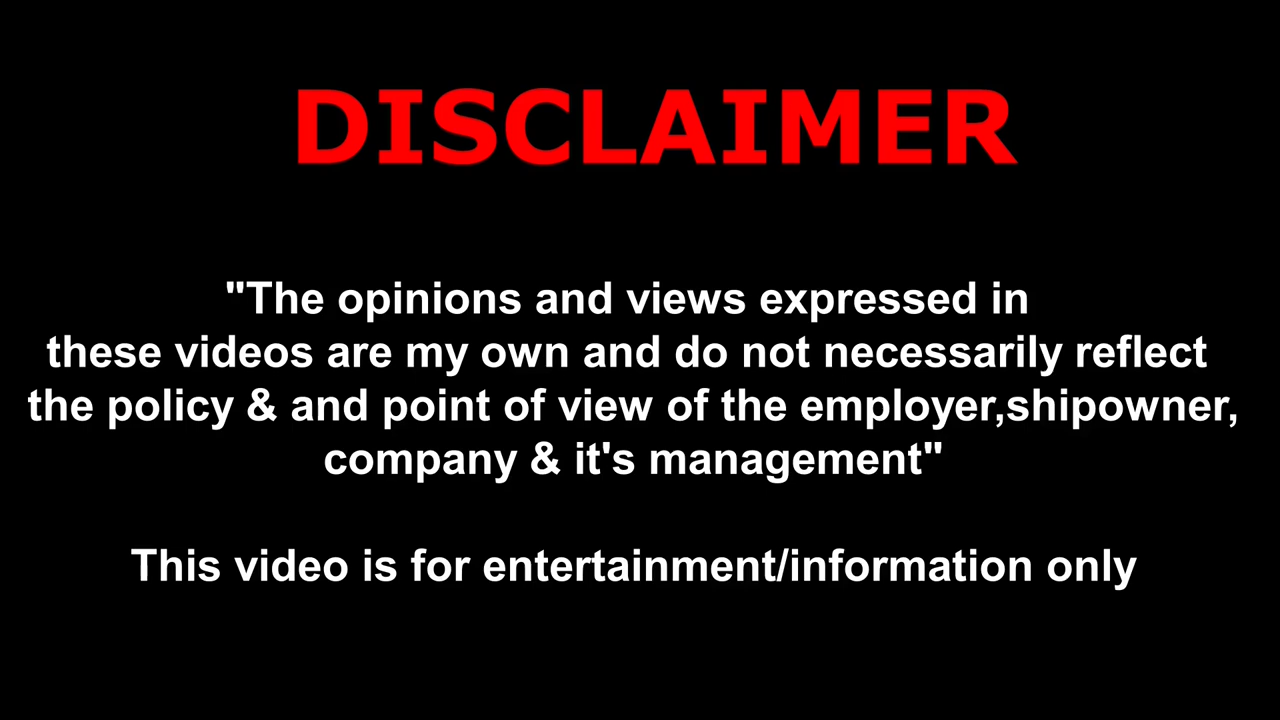 DISCLAIMER
"The opinions and views expressed in
these videos are my own and do not necessarily reflect
the policy & and point of view of the employer,shipowner,
company & it's management"
This video is for entertainment/information only